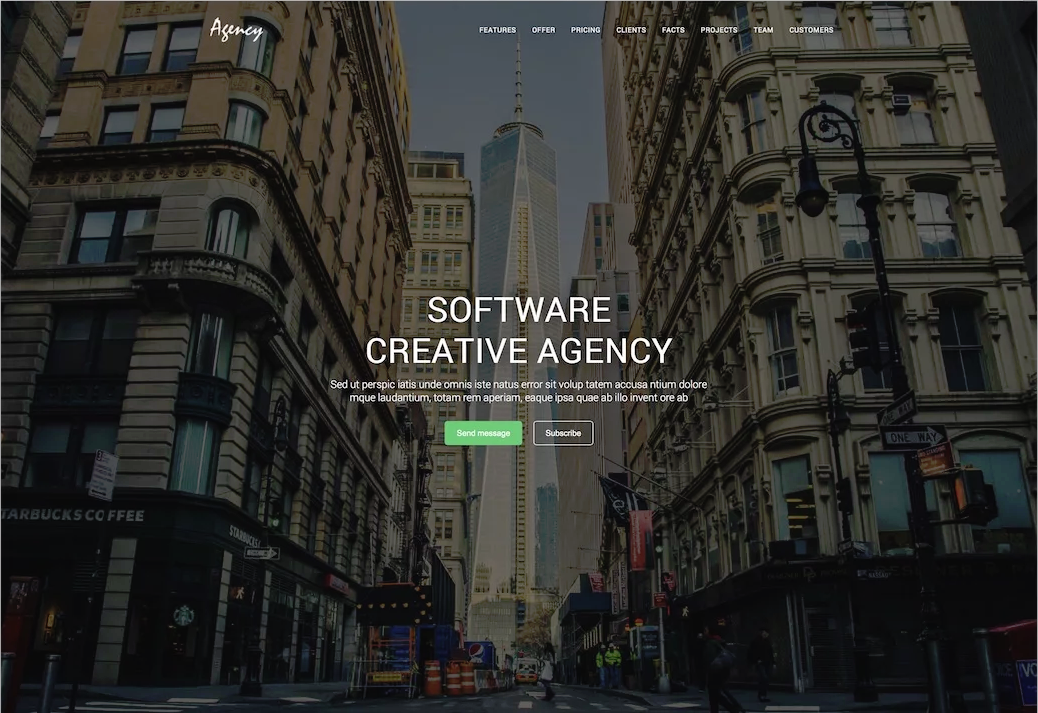 Agency
FEATURES OFFER PRICING CLIENTS FACTS PROJECTS TEAM CUSTOMERS
SOFTWARE
CREATIVE AGENCY
Sed ut perspic iatis unde omnis iste natus error sit volup tatem accusa ntium dolore
mque laudantium, totam rem aperiam, eaque ipsa quae ab illo invent ore ab
Send message Subscribe
ONE WAY
TARBUCKS COFFEE
STARBUCKS